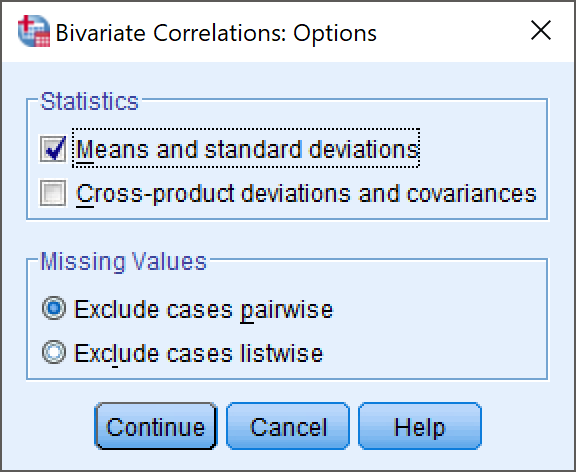 Bivariate Correlations: Options
Statistics
Means and standard deviations
Cross-product deviations and covariances
Missing Values
Exclude cases pairwise
Exclude cases listwise
Continue Cancel Help